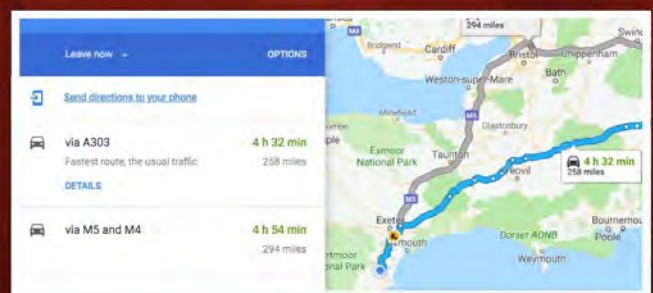 Leave now
OPTIONS
Send directions to your phone
via A303
4 h 32 min
Fastest route, the usual traffic
258 miles
DETAILS
via M5 and M4
4 h 54 min
294 miles
294 miles
M4
Bridgend
Cardiff
Bristol
Chippenham
Weston-super-Mare
Bath
M5
Glastonbury
Exmoor
National Park
Taunton
4 h 32 min
258 miles
M5
Exeter
Bournemou
Poole
Dorset AONB
Weymouth